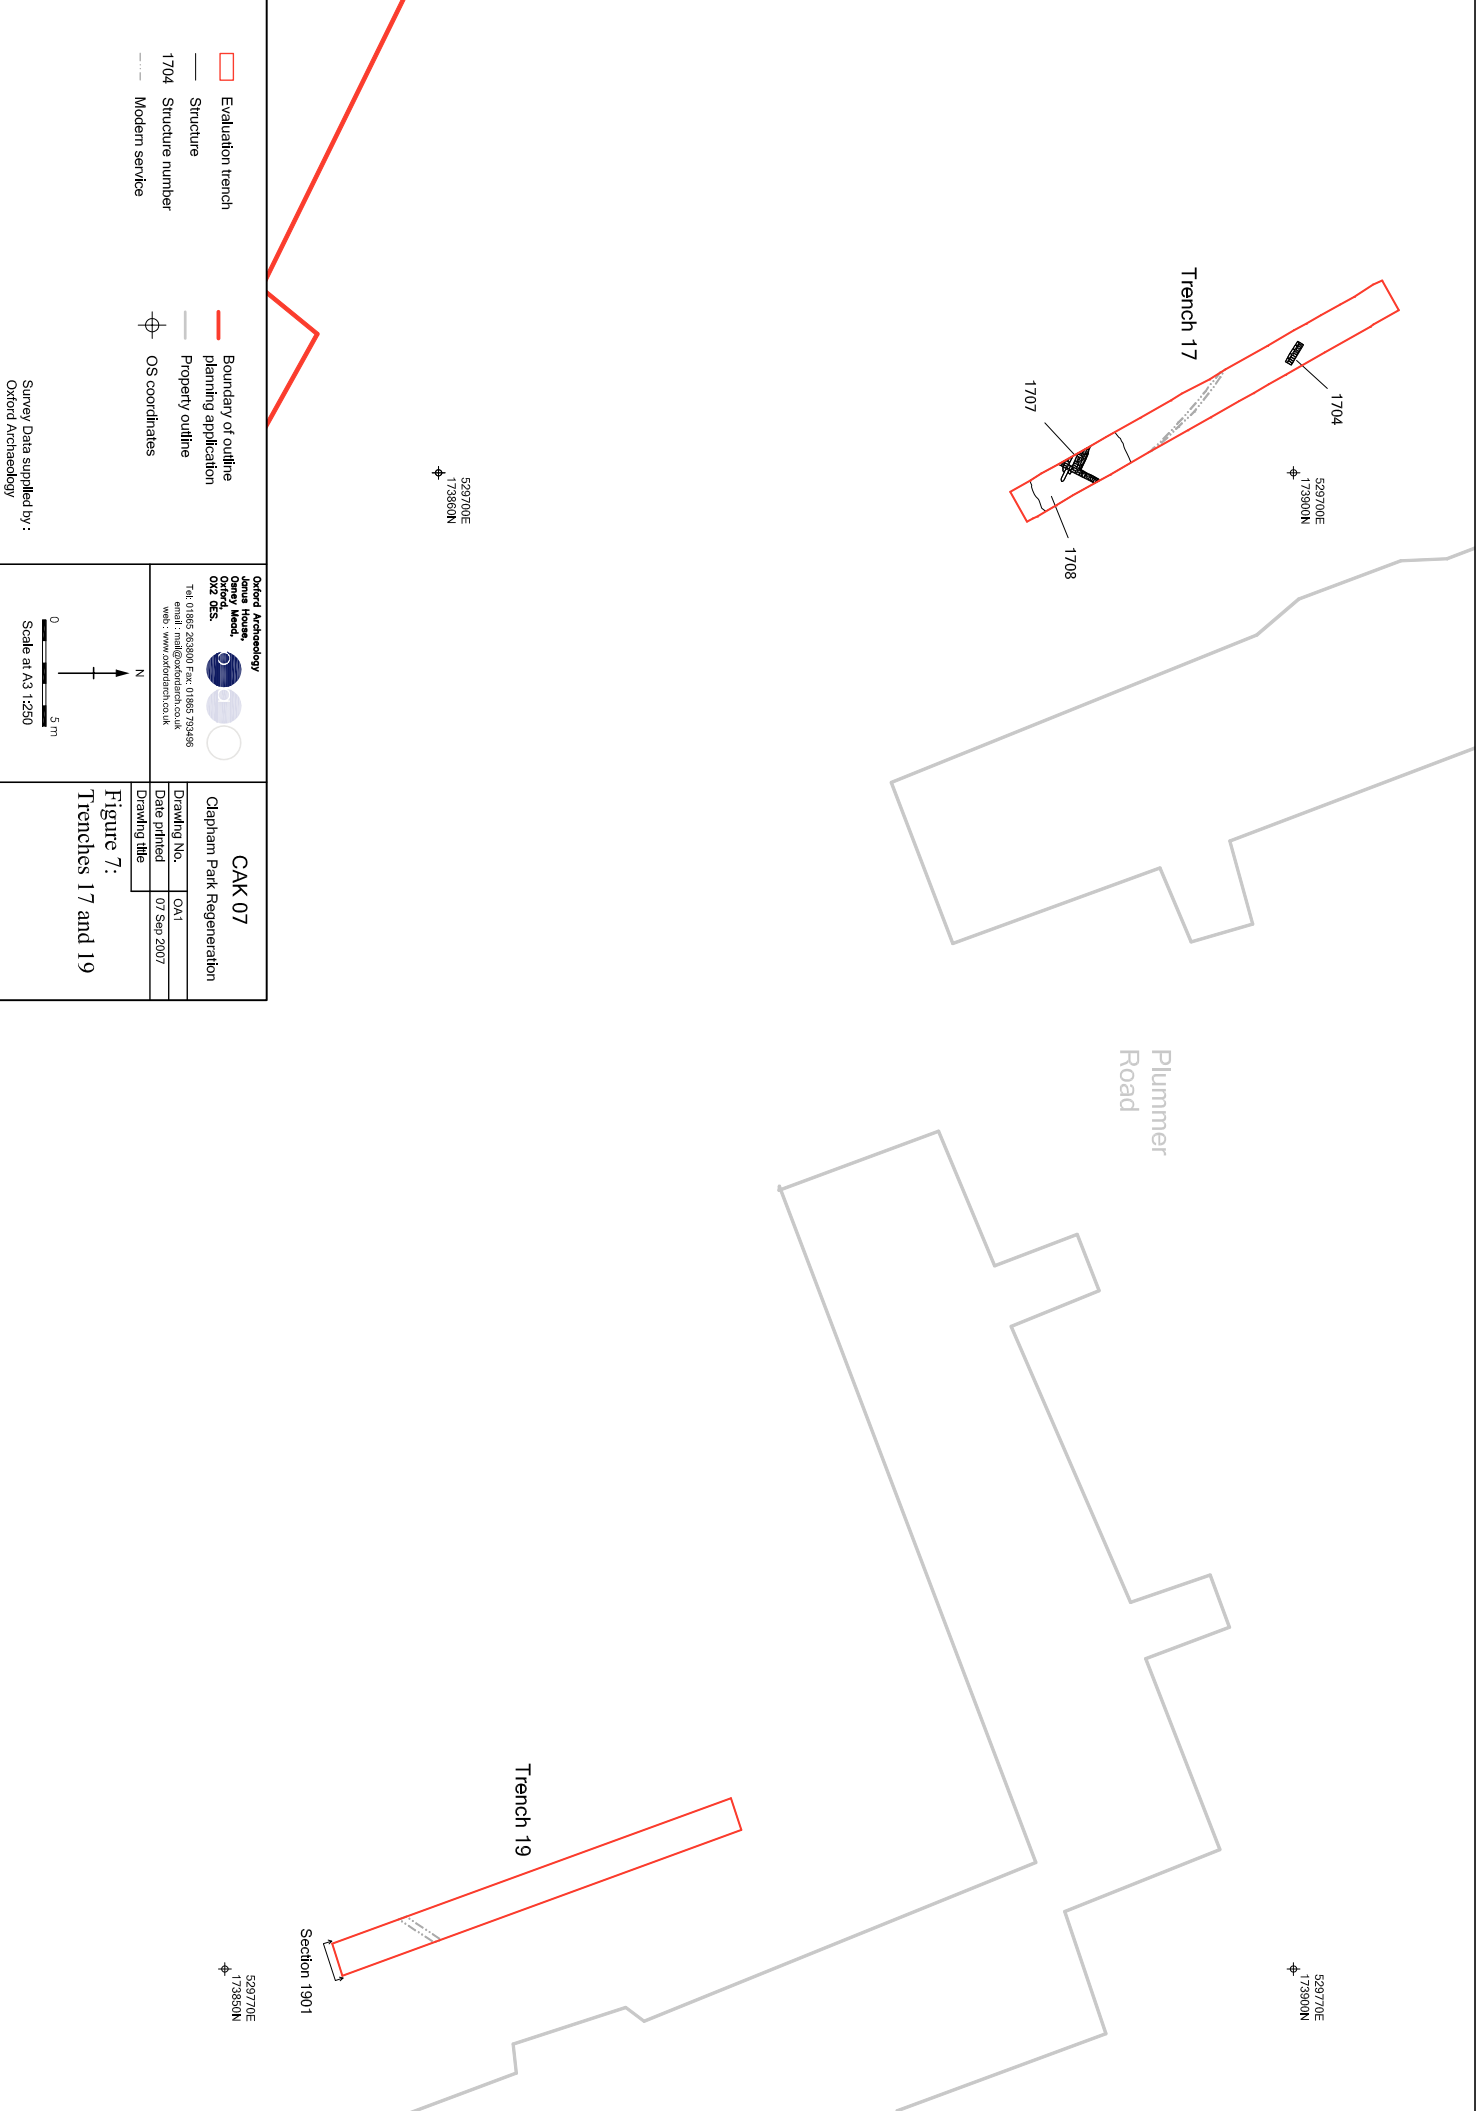 Trench 17
1704
1707
1708
529700E
173900N
529700E
173860N
Plummer
Road
Trench 19
Section 1901
529770E
173900N
529770E
173850N
Evaluation trench
Structure
1704 Structure number
Modern service
Boundary of outline
planning application
Property outline
OS coordinates
Survey Data supplied by :
Oxford Archaeology
Oxford Archaeology
Janus House,
Osney Mead,
Oxford,
OX2 0ES.
Tel: 01865 263800 Fax: 01865 793496
email : mail@oxfordarch.co.uk
web : www.oxfordarch.co.uk
N
0 5 m
Scale at A3 1:250
CAK 07
Clapham Park Regeneration
Drawing No. OA1
Date printed 07 Sep 2007
Drawing title
Figure 7:
Trenches 17 and 19